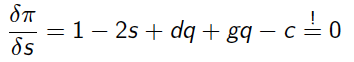 δπ/δs = 1 − 2s + dq + gq − c =! 0